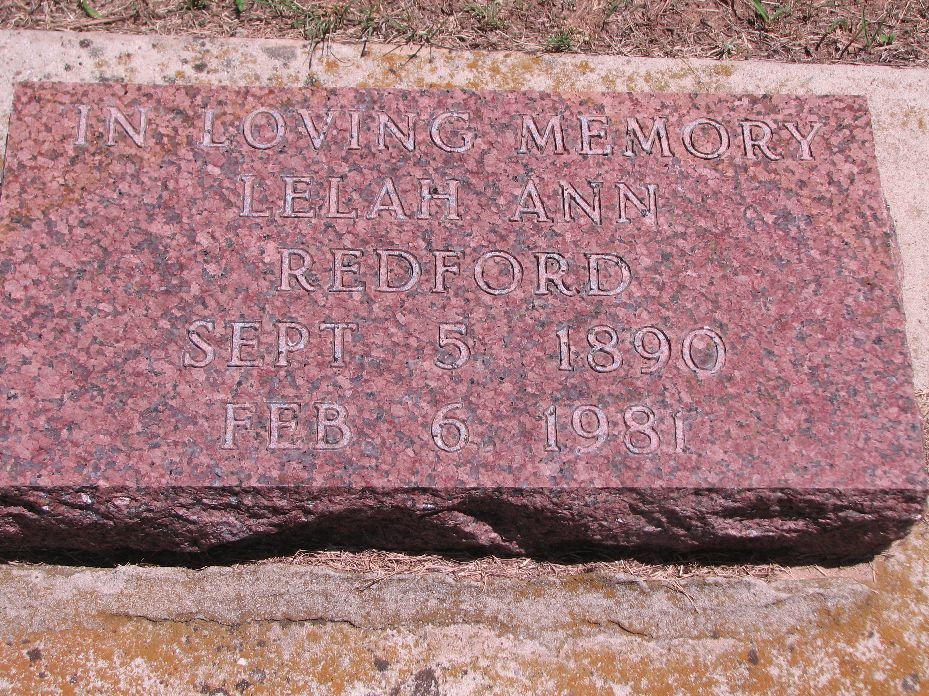 IN LOVING MEMORY
LELAH ANN
REDFORD
SEPT 5 1890
FEB 6 1981